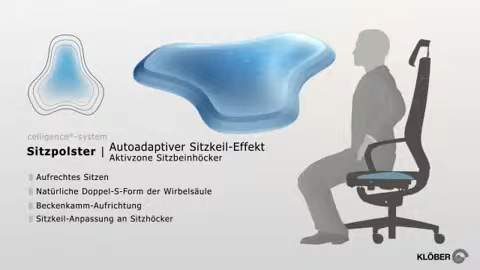 celligence®-system
Sitzpolster | Autoadaptiver Sitzkeil-Effekt
Aktivzone Sitzbeinhöcker
Aufrechtes Sitzen
Natürliche Doppel-S-Form der Wirbelsäule
Beckenkamm-Aufrichtung
Sitzkeil-Anpassung an Sitzhöcker
KLÖBER